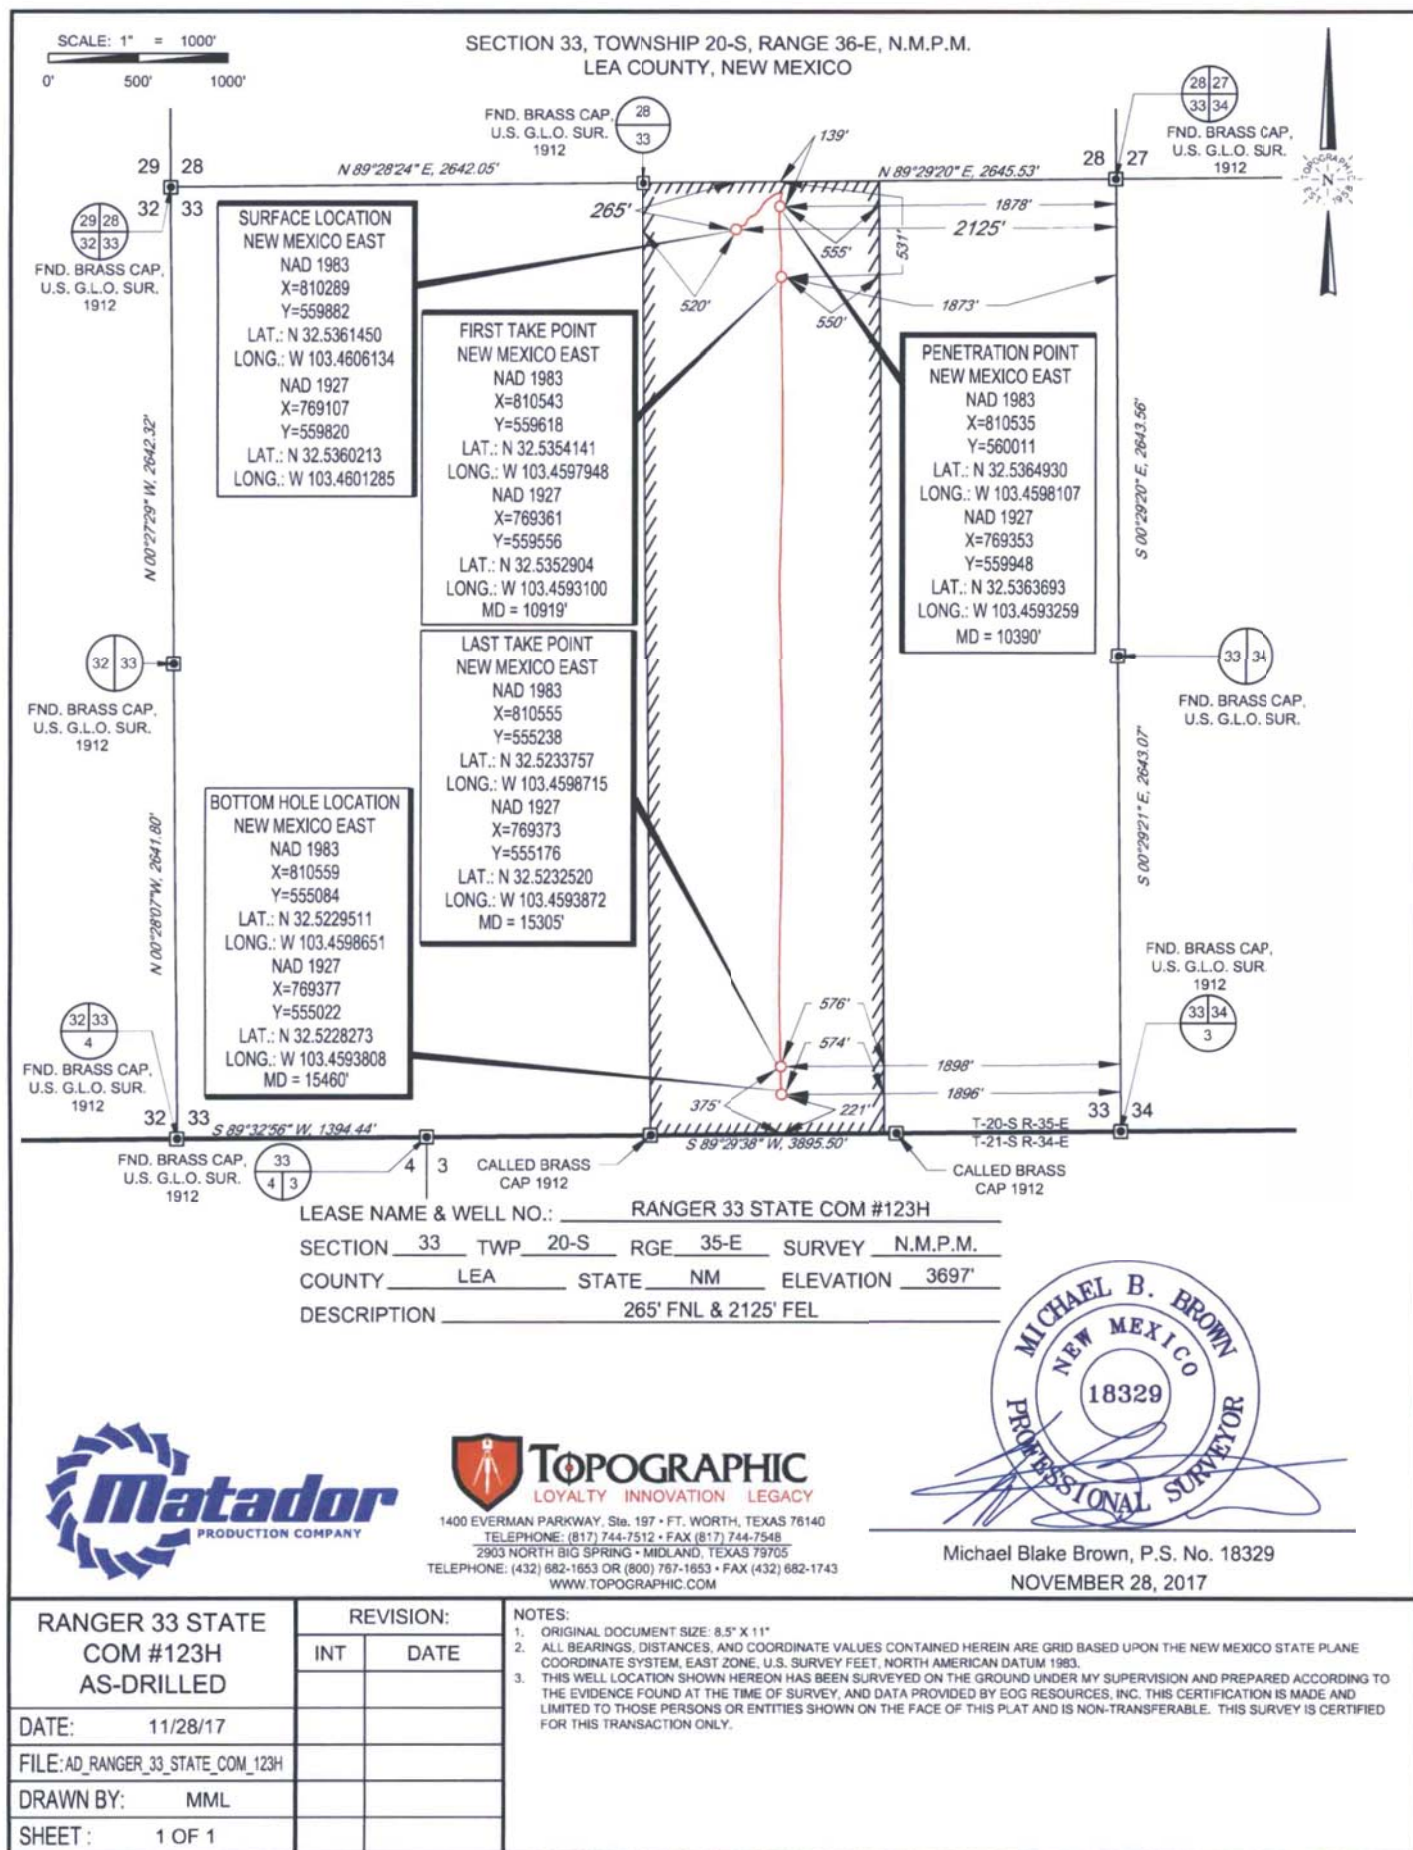 SCALE: 1" = 1000'
0' 500' 1000'
SECTION 33, TOWNSHIP 20-S, RANGE 36-E, N.M.P.M.
LEA COUNTY, NEW MEXICO
28 27
33 34
FND. BRASS CAP,
U.S. G.L.O. SUR.
1912
FND. BRASS CAP,
U.S. G.L.O. SUR.
1912
28
33
139'
29 28
N 89°28'24" E, 2642.05'
N 89°29'20" E, 2645.53'
28 27
32 33
29 28
32 33
FND. BRASS CAP,
U.S. G.L.O. SUR.
1912
265'
1878'
2125'
555'
531'
520'
550'
1873'
TOPOGRAPHIC
N
EST. 1958
SURFACE LOCATION
NEW MEXICO EAST
NAD 1983
X=810289
Y=559882
LAT.: N 32.5361450
LONG.: W 103.4606134
NAD 1927
X=769107
Y=559820
LAT.: N 32.5360213
LONG.: W 103.4601285
FIRST TAKE POINT
NEW MEXICO EAST
NAD 1983
X=810543
Y=559618
LAT.: N 32.5354141
LONG.: W 103.4597948
NAD 1927
X=769361
Y=559556
LAT.: N 32.5352904
LONG.: W 103.4593100
MD = 10919'
PENETRATION POINT
NEW MEXICO EAST
NAD 1983
X=810535
Y=560011
LAT.: N 32.5364930
LONG.: W 103.4598107
NAD 1927
X=769353
Y=559948
LAT.: N 32.5363693
LONG.: W 103.4593259
MD = 10390'
N 00°27'29" W, 2642.32'
S 00°29'20" E, 2643.56'
32 33
FND. BRASS CAP,
U.S. G.L.O. SUR.
1912
33 34
FND. BRASS CAP,
U.S. G.L.O. SUR.
LAST TAKE POINT
NEW MEXICO EAST
NAD 1983
X=810555
Y=555238
LAT.: N 32.5233757
LONG.: W 103.4598715
NAD 1927
X=769373
Y=555176
LAT.: N 32.5232520
LONG.: W 103.4593872
MD = 15305'
BOTTOM HOLE LOCATION
NEW MEXICO EAST
NAD 1983
X=810559
Y=555084
LAT.: N 32.5229511
LONG.: W 103.4598651
NAD 1927
X=769377
Y=555022
LAT.: N 32.5228273
LONG.: W 103.4593808
MD = 15460'
N 00°28'07" W, 2641.80'
S 00°29'21" E, 2643.07'
FND. BRASS CAP,
U.S. G.L.O. SUR.
1912
33 34
3
32 33
4
FND. BRASS CAP,
U.S. G.L.O. SUR.
1912
576'
574'
1898'
1896'
375'
221'
32 33
S 89°32'56" W, 1394.44'
S 89°29'38" W, 3895.50'
33 34
T-20-S R-35-E
T-21-S R-34-E
FND. BRASS CAP,
U.S. G.L.O. SUR.
1912
33
4 3
4 3
CALLED BRASS
CAP 1912
CALLED BRASS
CAP 1912
LEASE NAME & WELL NO.: RANGER 33 STATE COM #123H
SECTION 33 TWP 20-S RGE 35-E SURVEY N.M.P.M.
COUNTY LEA STATE NM ELEVATION 3697'
DESCRIPTION 265' FNL & 2125' FEL
MICHAEL B. BROWN
NEW MEXICO
18329
PROFESSIONAL SURVEYOR
Matador
PRODUCTION COMPANY
TOPOGRAPHIC
LOYALTY INNOVATION LEGACY
1400 EVERMAN PARKWAY, Ste. 197 • FT. WORTH, TEXAS 76140
TELEPHONE: (817) 744-7512 • FAX (817) 744-7548
2903 NORTH BIG SPRING • MIDLAND, TEXAS 79705
TELEPHONE: (432) 682-1653 OR (800) 767-1653 • FAX (432) 682-1743
WWW.TOPOGRAPHIC.COM
Michael Blake Brown, P.S. No. 18329
NOVEMBER 28, 2017
RANGER 33 STATE
COM #123H
AS-DRILLED
DATE: 11/28/17
FILE: AD_RANGER_33_STATE_COM_123H
DRAWN BY: MML
SHEET : 1 OF 1
REVISION:
INT DATE
NOTES:
1. ORIGINAL DOCUMENT SIZE: 8.5" X 11"
2. ALL BEARINGS, DISTANCES, AND COORDINATE VALUES CONTAINED HEREIN ARE GRID BASED UPON THE NEW MEXICO STATE PLANE
COORDINATE SYSTEM, EAST ZONE, U.S. SURVEY FEET, NORTH AMERICAN DATUM 1983.
3. THIS WELL LOCATION SHOWN HEREON HAS BEEN SURVEYED ON THE GROUND UNDER MY SUPERVISION AND PREPARED ACCORDING TO
THE EVIDENCE FOUND AT THE TIME OF SURVEY, AND DATA PROVIDED BY EOG RESOURCES, INC. THIS CERTIFICATION IS MADE AND
LIMITED TO THOSE PERSONS OR ENTITIES SHOWN ON THE FACE OF THIS PLAT AND IS NON-TRANSFERABLE. THIS SURVEY IS CERTIFIED
FOR THIS TRANSACTION ONLY.